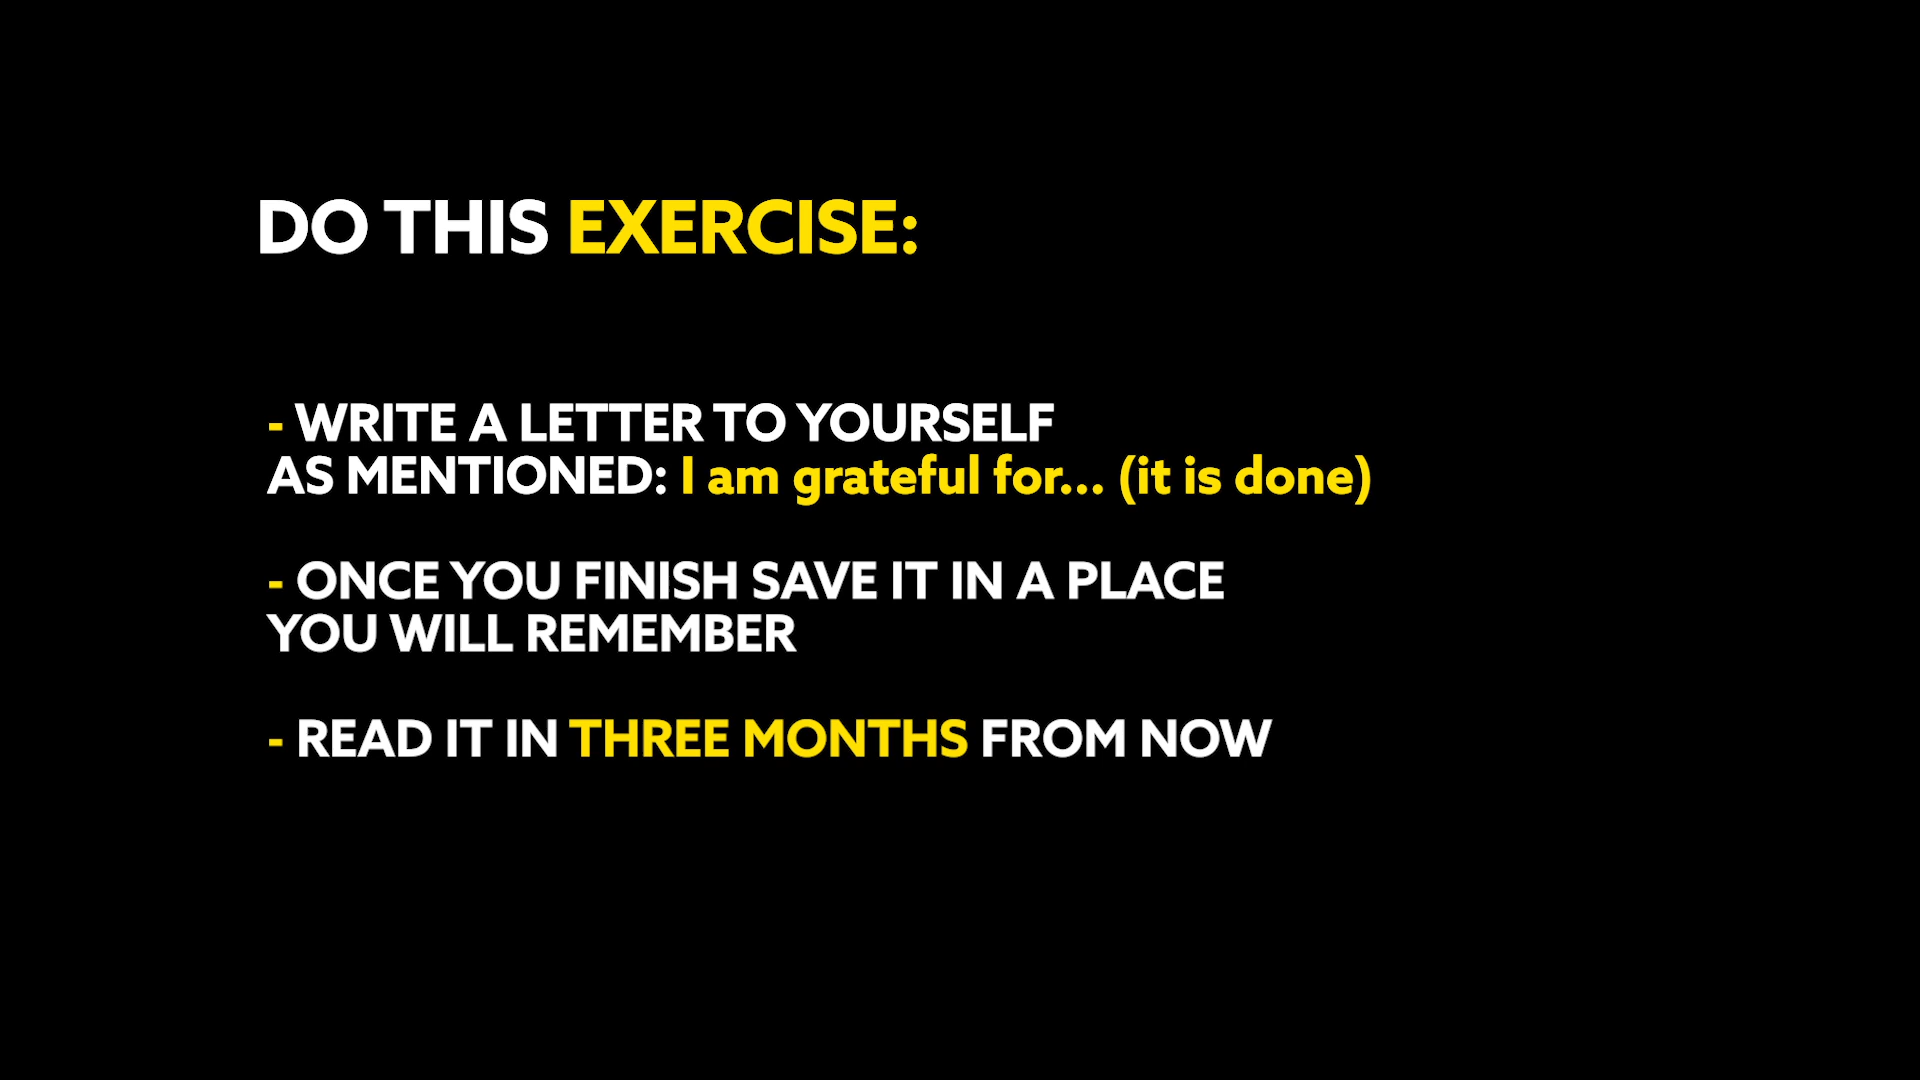 DO THIS EXERCISE:
- WRITE A LETTER TO YOURSELF
AS MENTIONED: I am grateful for... (it is done)
- ONCE YOU FINISH SAVE IT IN A PLACE
YOU WILL REMEMBER
- READ IT IN THREE MONTHS FROM NOW